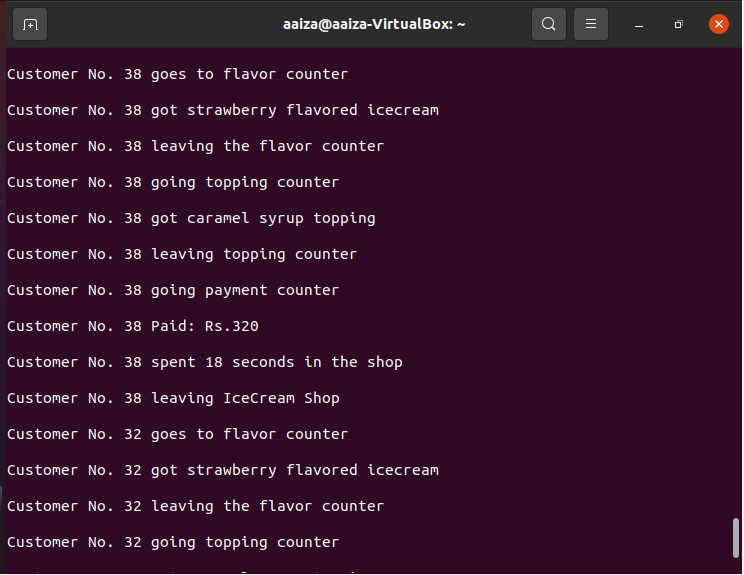 aaiza@aaiza-VirtualBox: ~
Customer No. 38 goes to flavor counter
Customer No. 38 got strawberry flavored icecream
Customer No. 38 leaving the flavor counter
Customer No. 38 going topping counter
Customer No. 38 got caramel syrup topping
Customer No. 38 leaving topping counter
Customer No. 38 going payment counter
Customer No. 38 Paid: Rs.320
Customer No. 38 spent 18 seconds in the shop
Customer No. 38 leaving IceCream Shop
Customer No. 32 goes to flavor counter
Customer No. 32 got strawberry flavored icecream
Customer No. 32 leaving the flavor counter
Customer No. 32 going topping counter